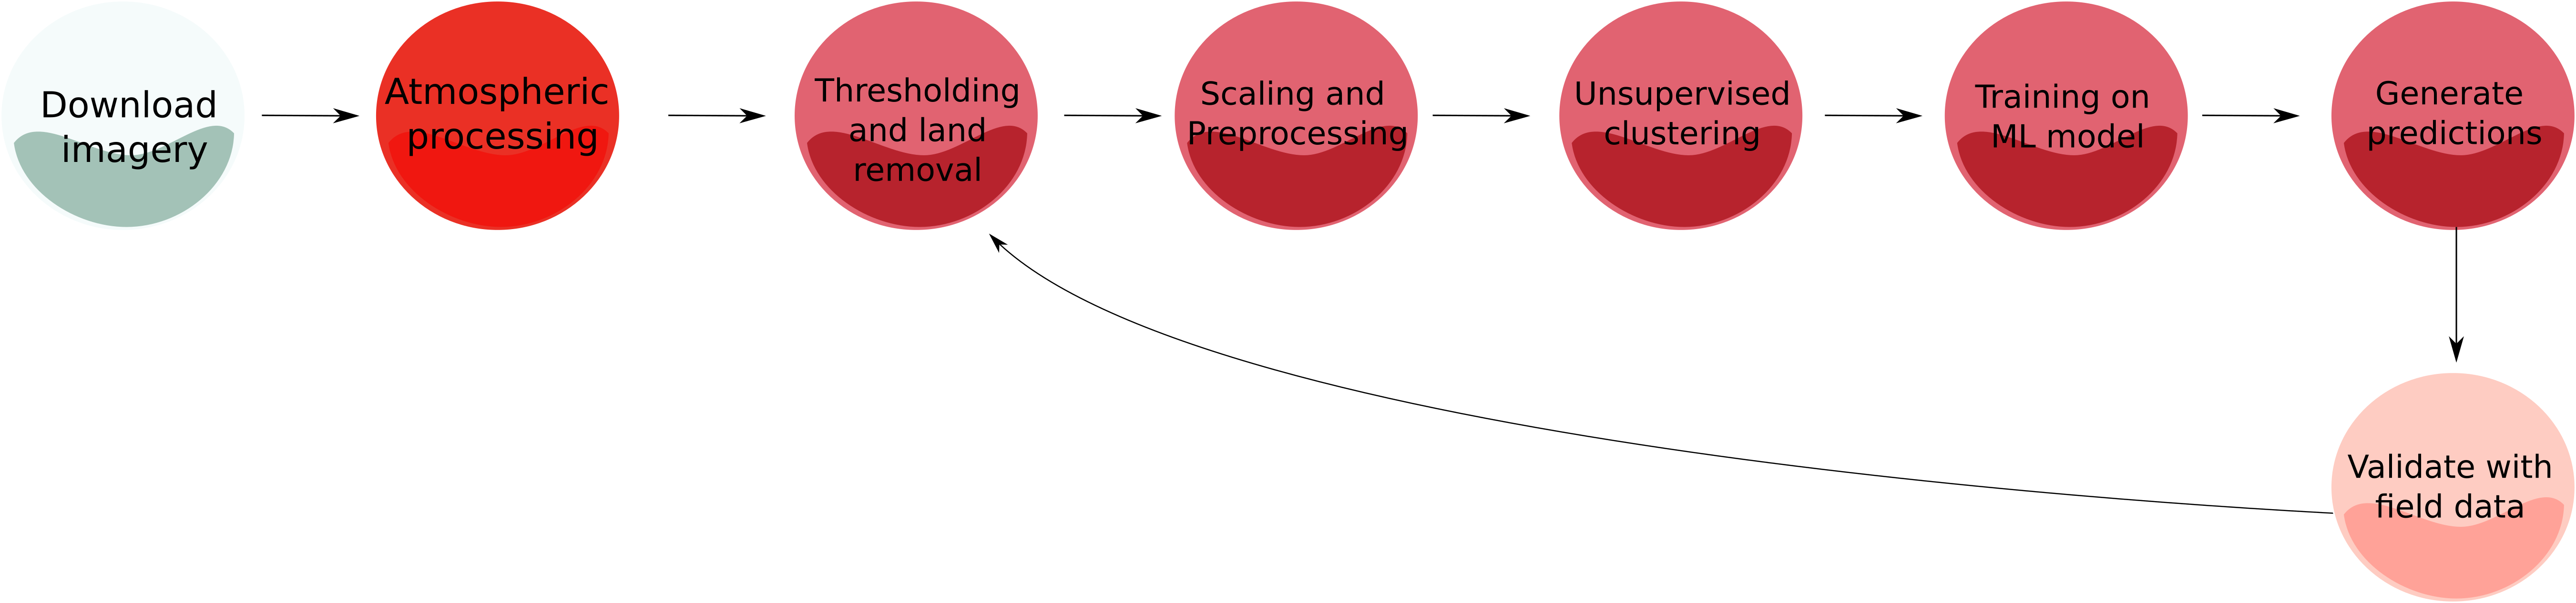 Download
imagery
Atmospheric
processing
Thresholding
and land
removal
Scaling and
Preprocessing
Unsupervised
clustering
Training on
ML model
Generate
predictions
Validate with
field data